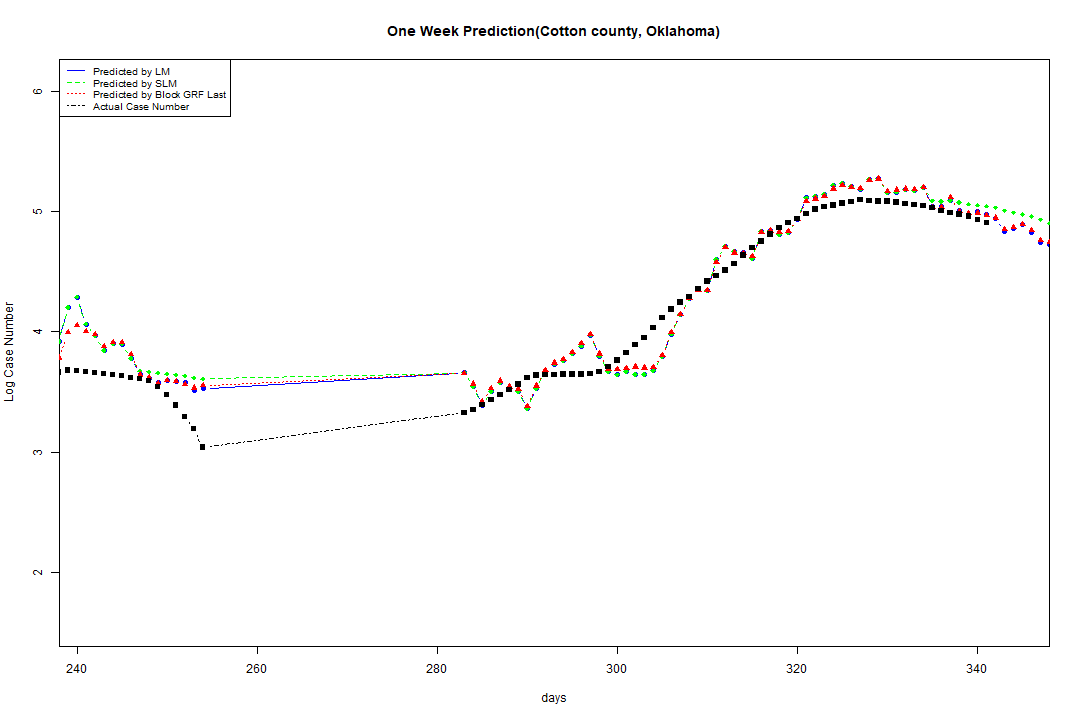 One Week Prediction(Cotton county, Oklahoma)
Predicted by LM
Predicted by SLM
Predicted by Block GRF Last
Actual Case Number
Log Case Number
6
5
4
3
2
240 260 280 300 320 340
days